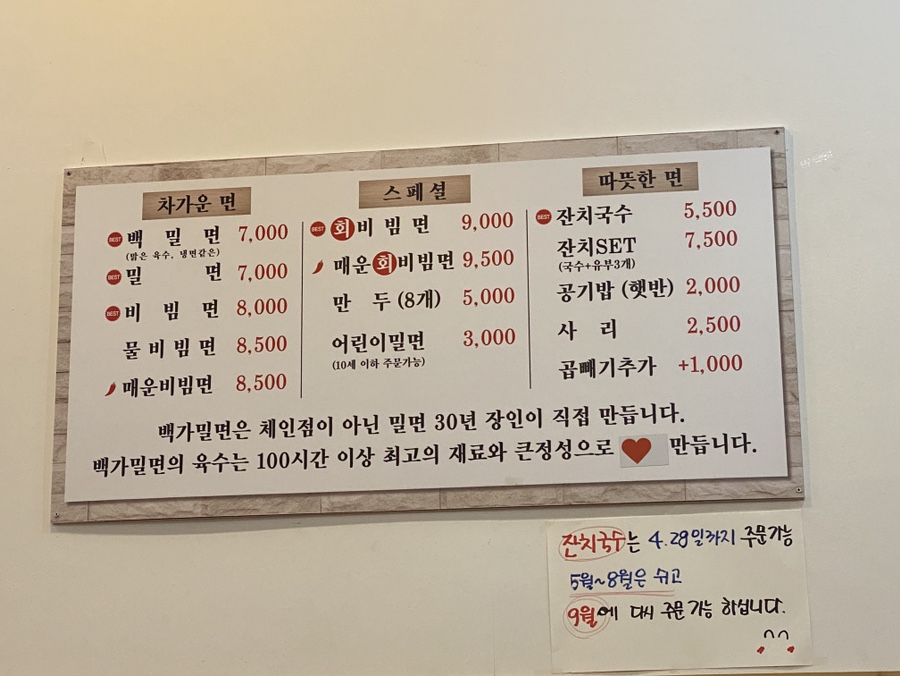 차가운 면
BEST 백 밀 면 7,000
(맑은 육수, 냉면같은)
BEST 밀 면 7,000
BEST 비 빔 면 8,000
물비빔면 8,500
매운비빔면 8,500
스페셜
BEST 회비빔면 9,000
매운회비빔면 9,500
만 두 (8개) 5,000
어린이밀면 3,000
(10세 이하 주문가능)
따뜻한 면
BEST 잔치국수 5,500
잔치SET 7,500
(국수+유부3개)
공기밥 (햇반) 2,000
사 리 2,500
곱빼기추가 +1,000
백가밀면은 체인점이 아닌 밀면 30년 장인이 직접 만듭니다.
백가밀면의 육수는 100시간 이상 최고의 재료와 큰정성으로 만듭니다.
잔치국수는 4.28일까지 주문가능
5월~8월은 쉬고
9월에 다시 주문 가능 하십니다.